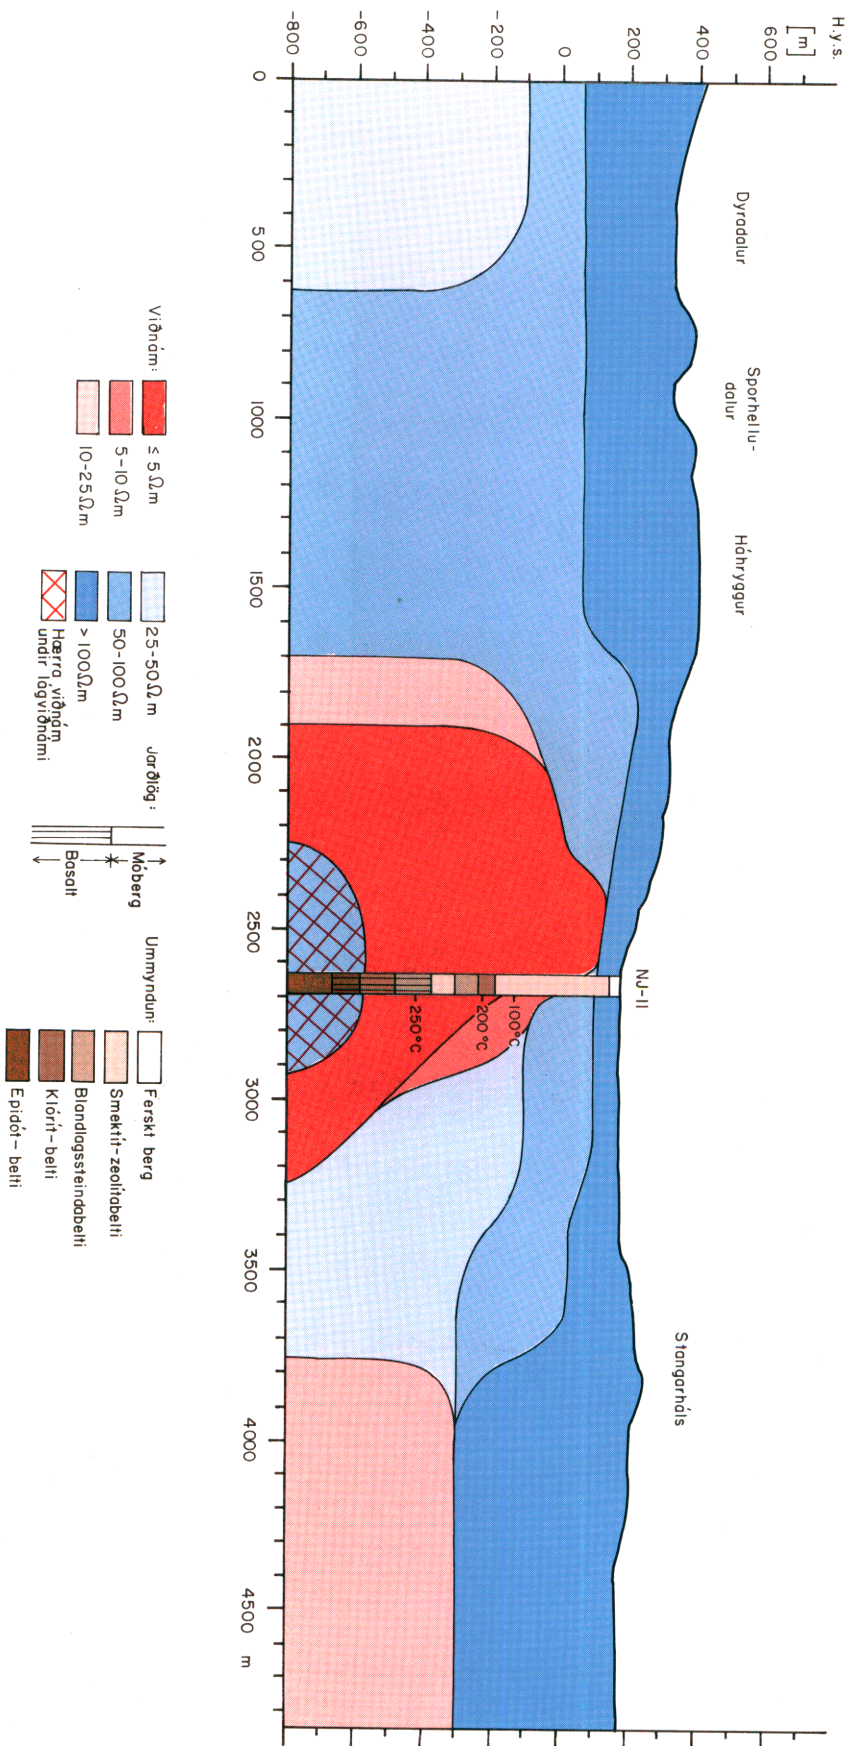 H.y.s.
[m]
600
400
200
0
-200
-400
-600
-800
Dyradalur
Sporhellu-
dalur
Háhryggur
NJ-11
Stangarháls
-100°C
-200°C
-250°C
0
500
1000
1500
2000
2500
3000
3500
4000
4500 m
Viðnám:
≤ 5Ωm
5-10Ωm
10-25Ωm
25-50Ωm
50-100Ωm
> 100Ωm
Hærra viðnám
undir lágviðnámi
Jarðlög:
Móberg
Basalt
Ummyndun:
Ferskt berg
Smektít-zeolítabelti
Blandlagssteindabelti
Klórít-belti
Epidót-belti